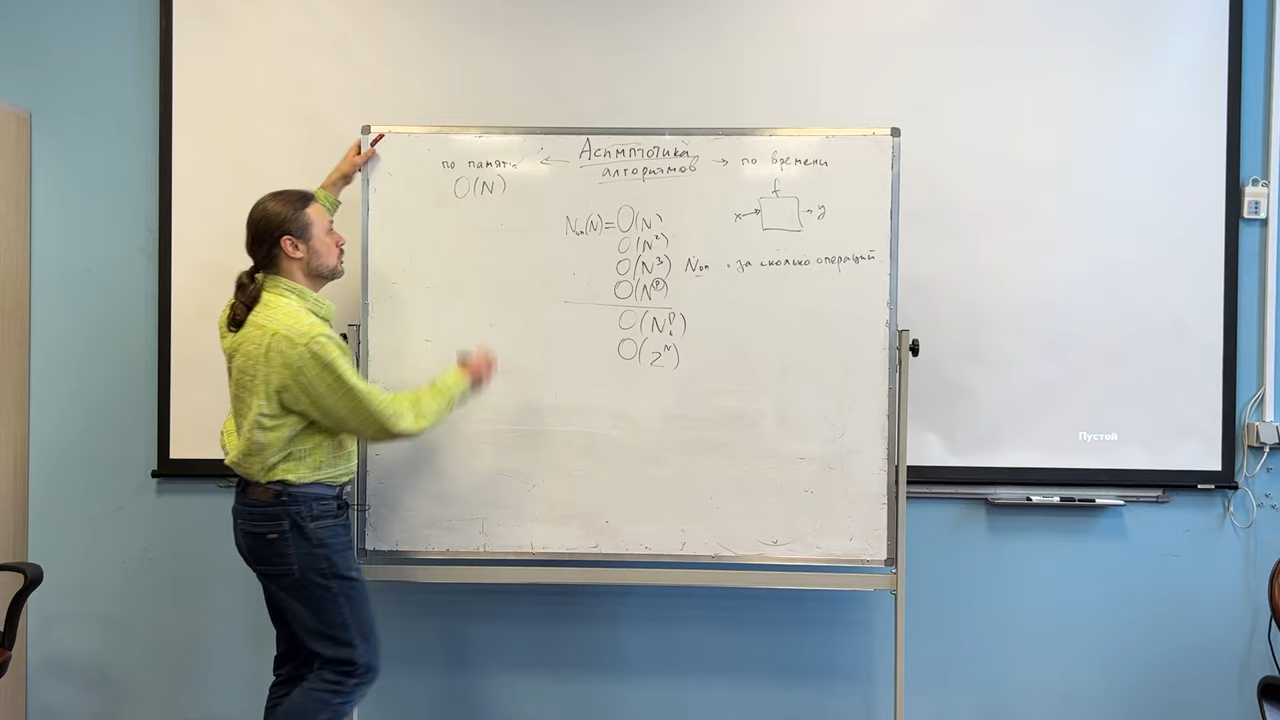 Асимптотика
алгоритмов
по памяти ← → по времени
O(N)
f
x → → y
Nоп(N) = O(N)
O(N²)
O(N³)
Nоп · за сколько операций
O(Nᵖ)
O(N!)
O(2ᴺ)
Пустой